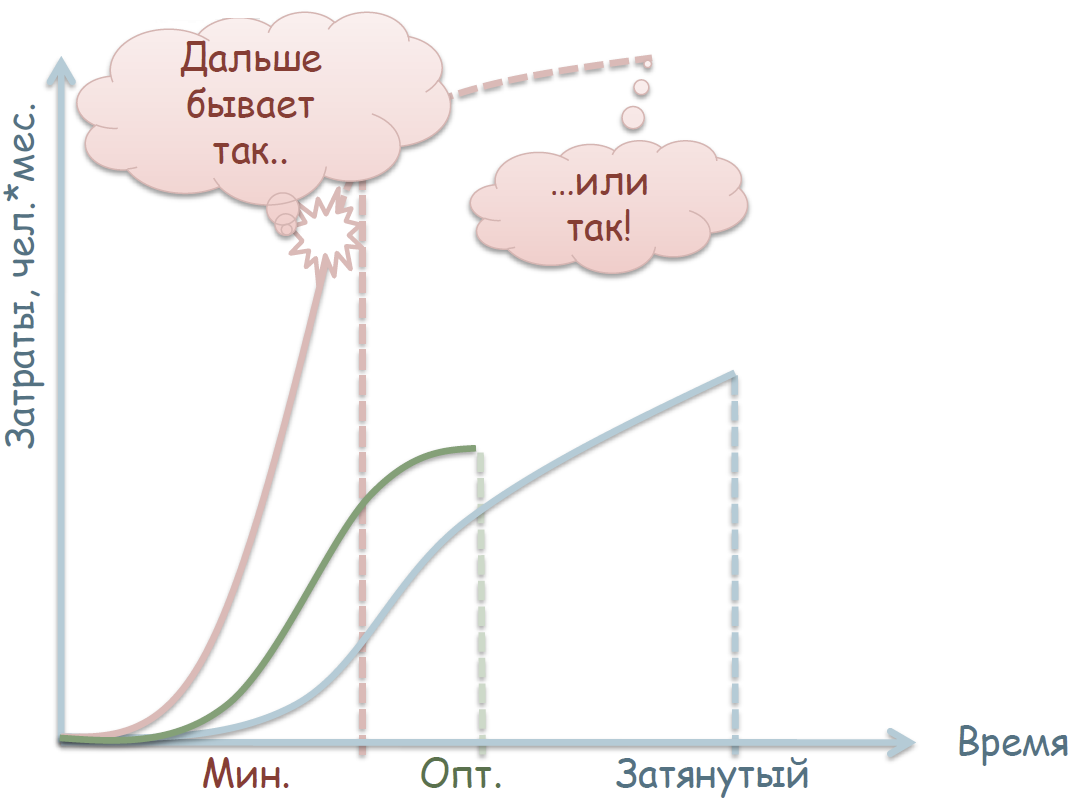 Дальше
бывает
так..
...или
так!
Затраты, чел.*мес.
Время
Мин.
Опт.
Затянутый